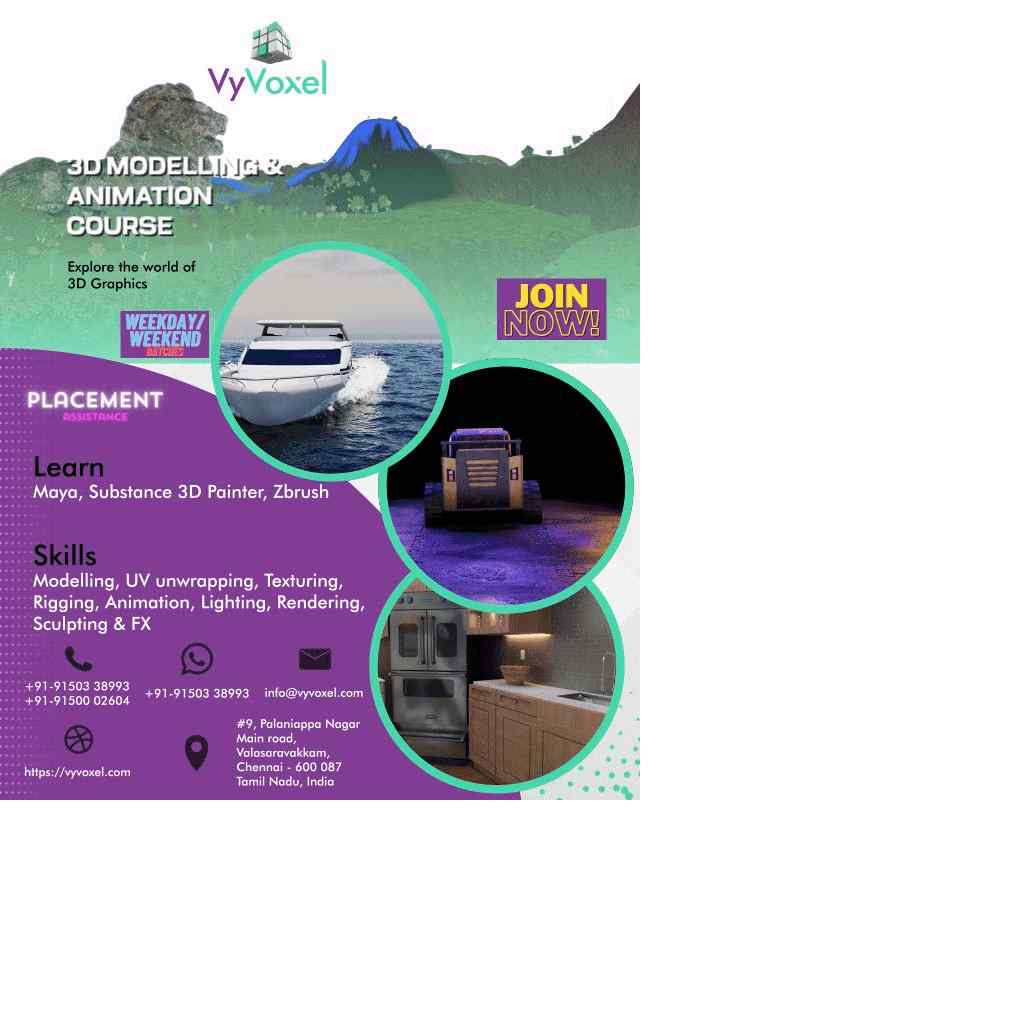 VyVoxel
3D MODELLING &
ANIMATION
COURSE
Explore the world of
3D Graphics
JOIN
NOW!
WEEKDAY/
WEEKEND
BATCHES
PLACEMENT
ASSISTANCE
Learn
Maya, Substance 3D Painter, Zbrush
Skills
Modelling, UV unwrapping, Texturing,
Rigging, Animation, Lighting, Rendering,
Sculpting & FX
+91-91503 38993
+91-91500 02604
+91-91503 38993
info@vyvoxel.com
https://vyvoxel.com
#9, Palaniappa Nagar
Main road,
Valasaravakkam,
Chennai - 600 087
Tamil Nadu, India